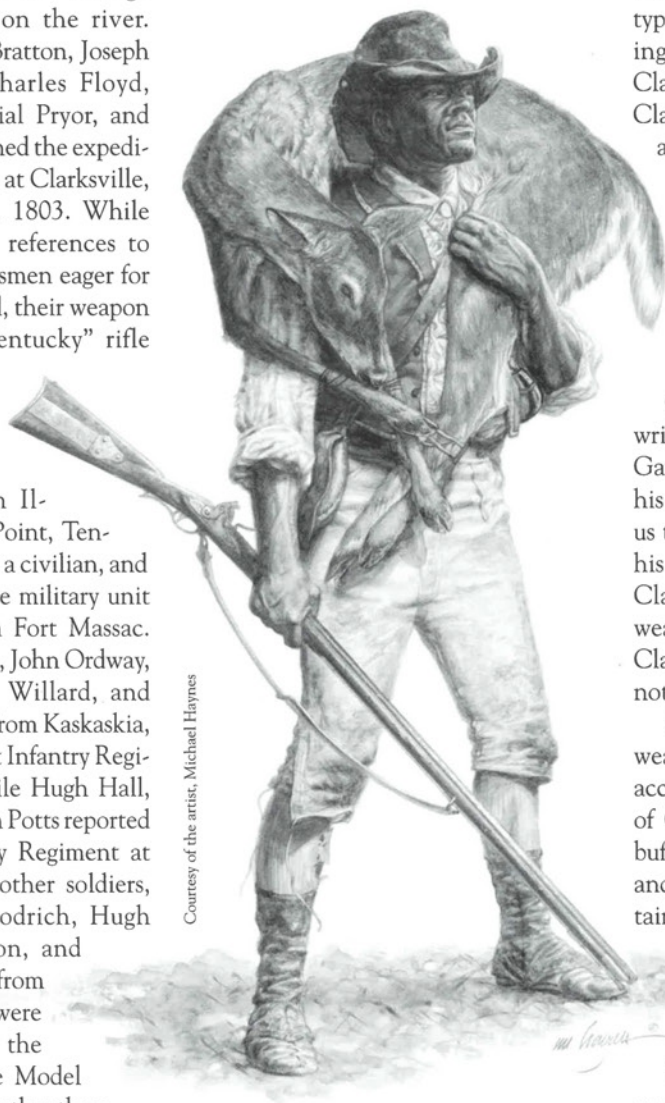 on the river.
Bratton, Joseph
harles Floyd,
ial Pryor, and
ned the expedi-
at Clarksville,
1803. While
references to
smen eager for
l, their weapon
entucky” rifle
n Il-
Point, Ten-
a civilian, and
e military unit
n Fort Massac.
, John Ordway,
Willard, and
rom Kaskaskia,
t Infantry Regi-
ile Hugh Hall,
n Potts reported
y Regiment at
other soldiers,
odrich, Hugh
on, and
from
were
the
e Model
Courtesy of the artist, Michael Haynes
typ
ing
Cla
Cla
a
wri
Ga
his
us t
his
Cla
wea
Cla
not
wea
acc
of
buf
and
tain